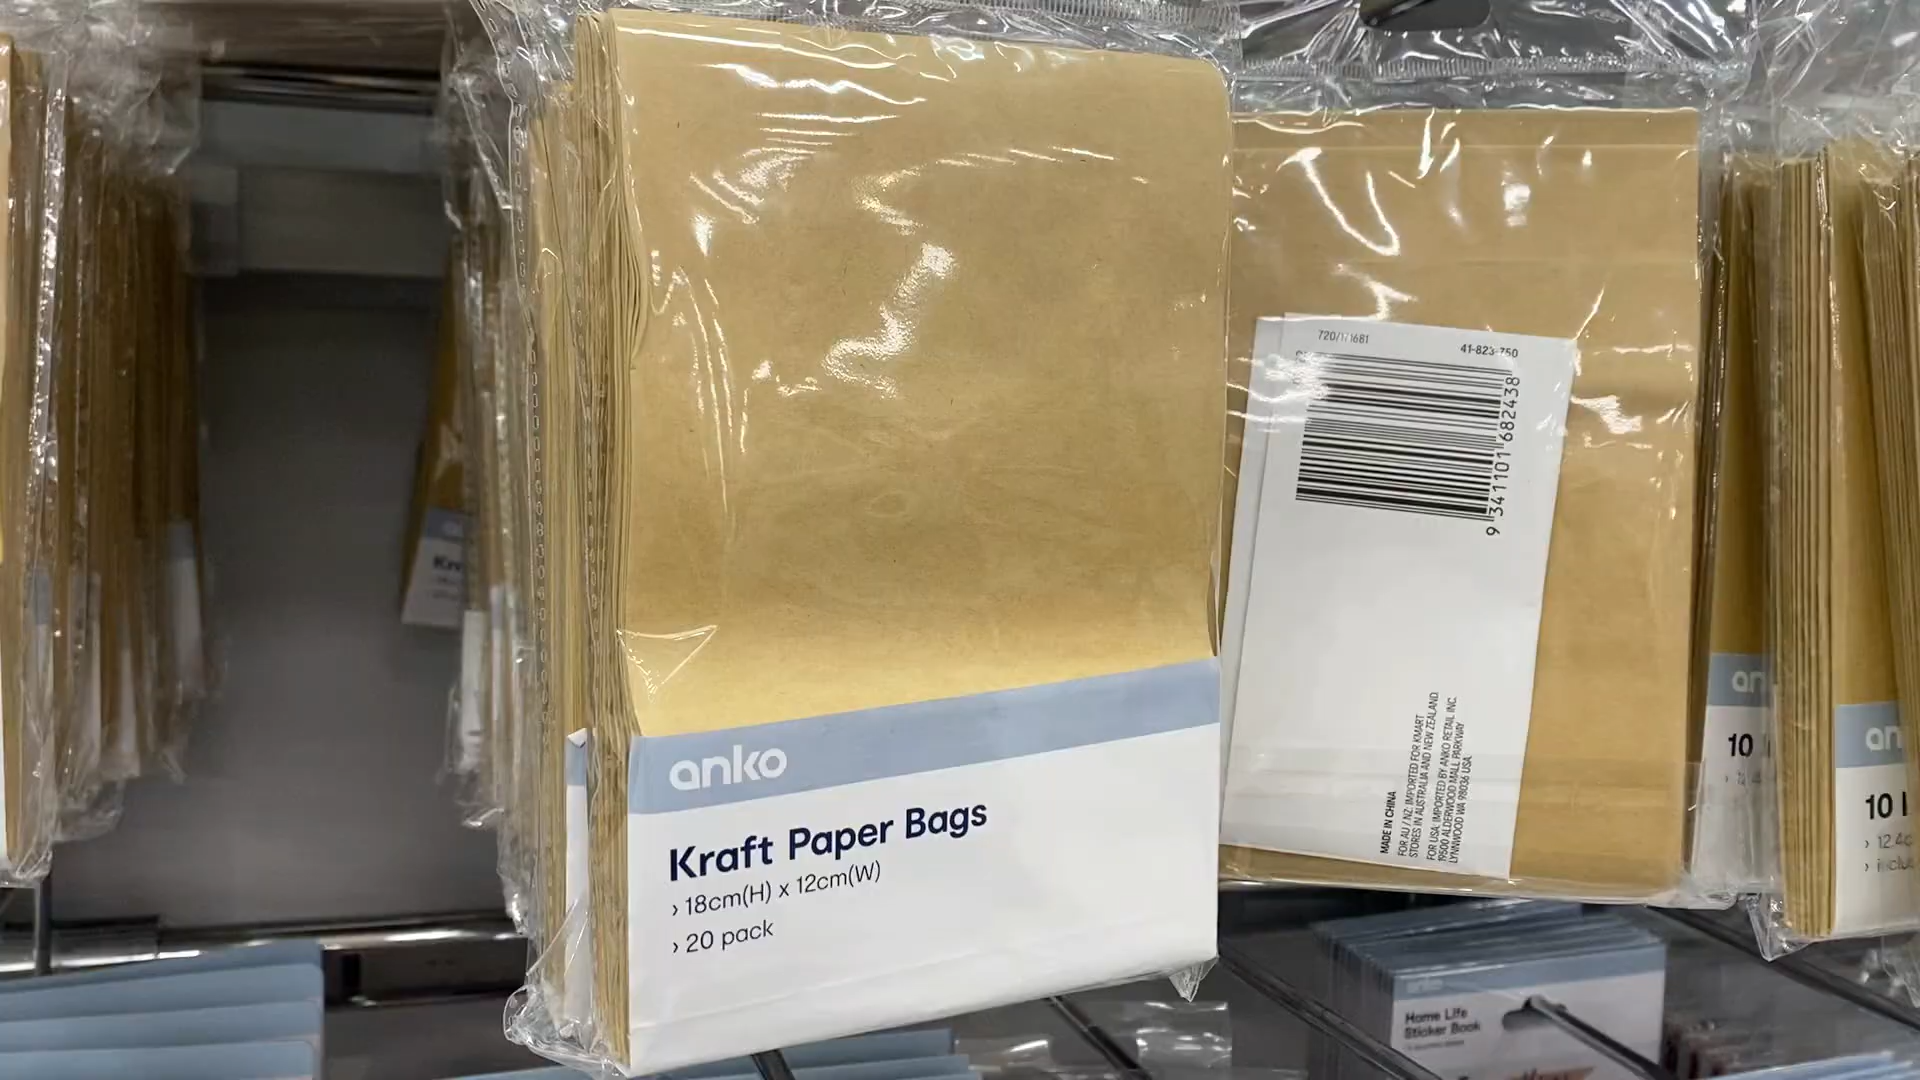 anko
Kraft Paper Bags
› 18cm(H) x 12cm(W)
› 20 pack
41-823-750
9 341101 682438
MADE IN CHINA
FOR AU / NZ: IMPORTED FOR KMART
STORES IN AUSTRALIA AND NEW ZEALAND
FOR USA: IMPORTED BY ANKO RETAIL INC.
19500 ALDERWOOD MALL PARKWAY
LYNNWOOD WA 98036 USA
10
10
anko
Home Life
Sticker Book